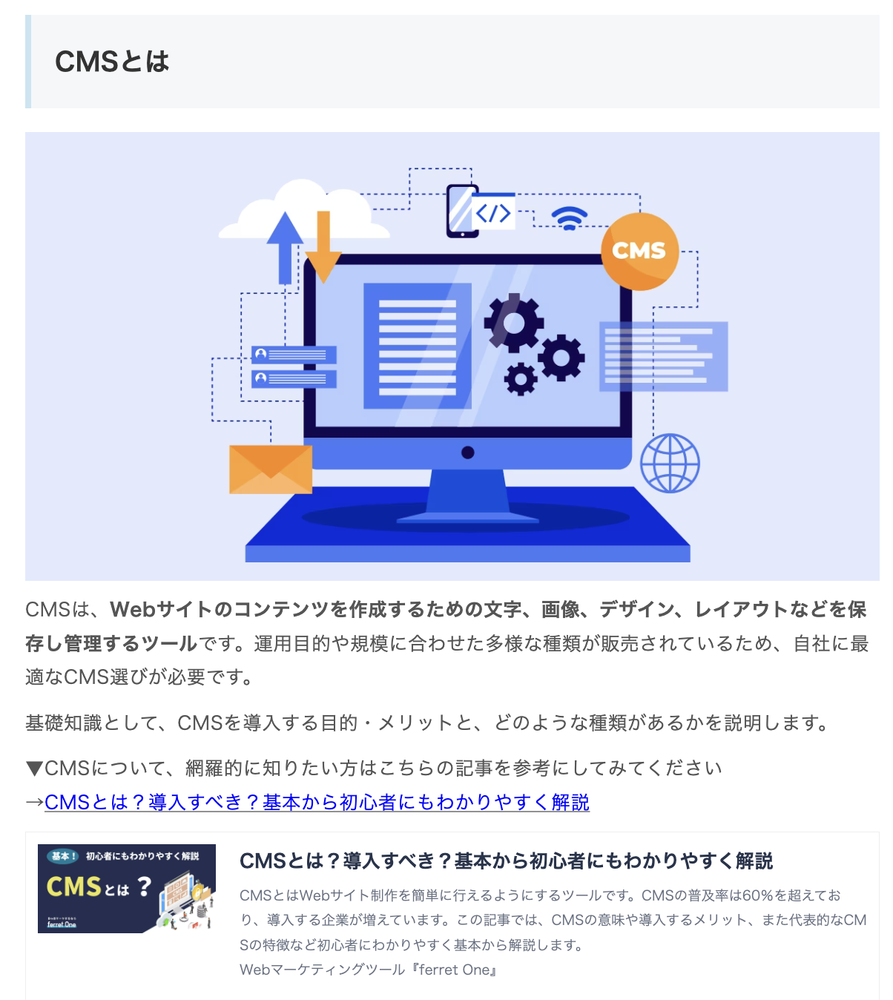 CMSとは
</>
CMS
CMSは、Webサイトのコンテンツを作成するための文字、画像、デザイン、レイアウトなどを保
存し管理するツールです。運用目的や規模に合わせた多様な種類が販売されているため、自社に最
適なCMS選びが必要です。
基礎知識として、CMSを導入する目的・メリットと、どのような種類があるかを説明します。
▼CMSについて、網羅的に知りたい方はこちらの記事を参考にしてみてください
→CMSとは？導入すべき？基本から初心者にもわかりやすく解説
基本！ 初心者にもわかりやすく解説
CMSとは？
ferret One
CMSとは？導入すべき？基本から初心者にもわかりやすく解説
CMSとはWebサイト制作を簡単に行えるようにするツールです。CMSの普及率は60%を超えてお
り、導入する企業が増えています。この記事では、CMSの意味や導入するメリット、また代表的なCM
Sの特徴など初心者にわかりやすく基本から解説します。
Webマーケティングツール『ferret One』